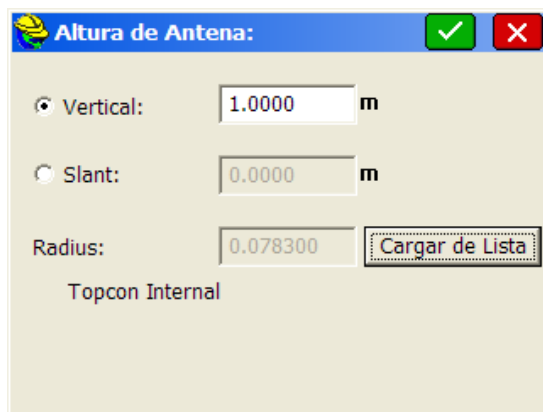 Altura de Antena:
Vertical: 1.0000 m
Slant: 0.0000 m
Radius: 0.078300 Cargar de Lista
Topcon Internal